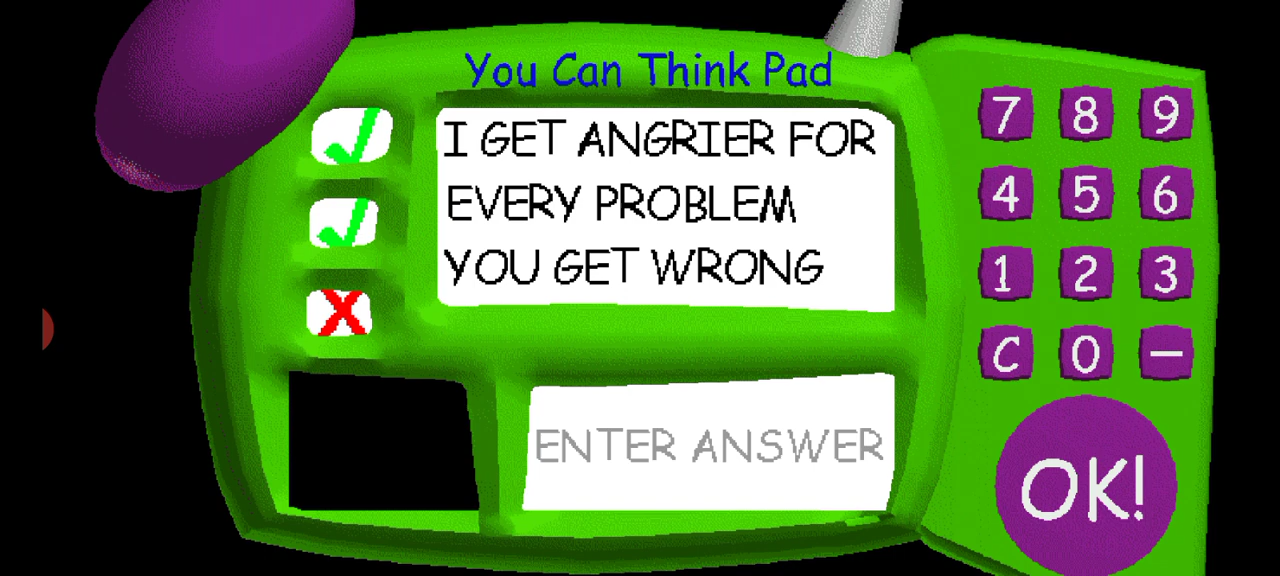 You Can Think Pad
I GET ANGRIER FOR
EVERY PROBLEM
YOU GET WRONG
ENTER ANSWER
7 8 9
4 5 6
1 2 3
C 0 —
OK!